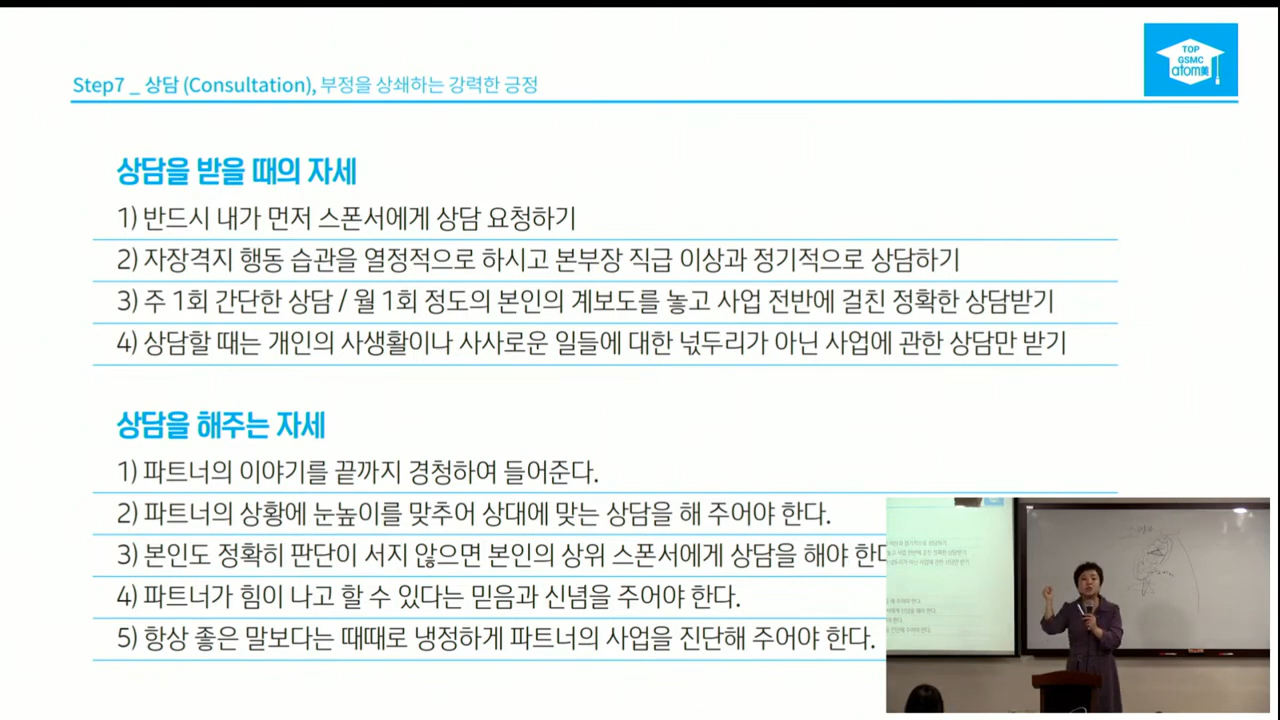 Step7 _ 상담 (Consultation), 부정을 상쇄하는 강력한 긍정
TOP
GSMC
atom美
상담을 받을 때의 자세
1) 반드시 내가 먼저 스폰서에게 상담 요청하기
2) 자장격지 행동 습관을 열정적으로 하시고 본부장 직급 이상과 정기적으로 상담하기
3) 주 1회 간단한 상담 / 월 1회 정도의 본인의 계보도를 놓고 사업 전반에 걸친 정확한 상담받기
4) 상담할 때는 개인의 사생활이나 사사로운 일들에 대한 넋두리가 아닌 사업에 관한 상담만 받기
상담을 해주는 자세
1) 파트너의 이야기를 끝까지 경청하여 들어준다.
2) 파트너의 상황에 눈높이를 맞추어 상대에 맞는 상담을 해 주어야 한다.
3) 본인도 정확히 판단이 서지 않으면 본인의 상위 스폰서에게 상담을 해야 한
4) 파트너가 힘이 나고 할 수 있다는 믿음과 신념을 주어야 한다.
5) 항상 좋은 말보다는 때때로 냉정하게 파트너의 사업을 진단해 주어야 한다.